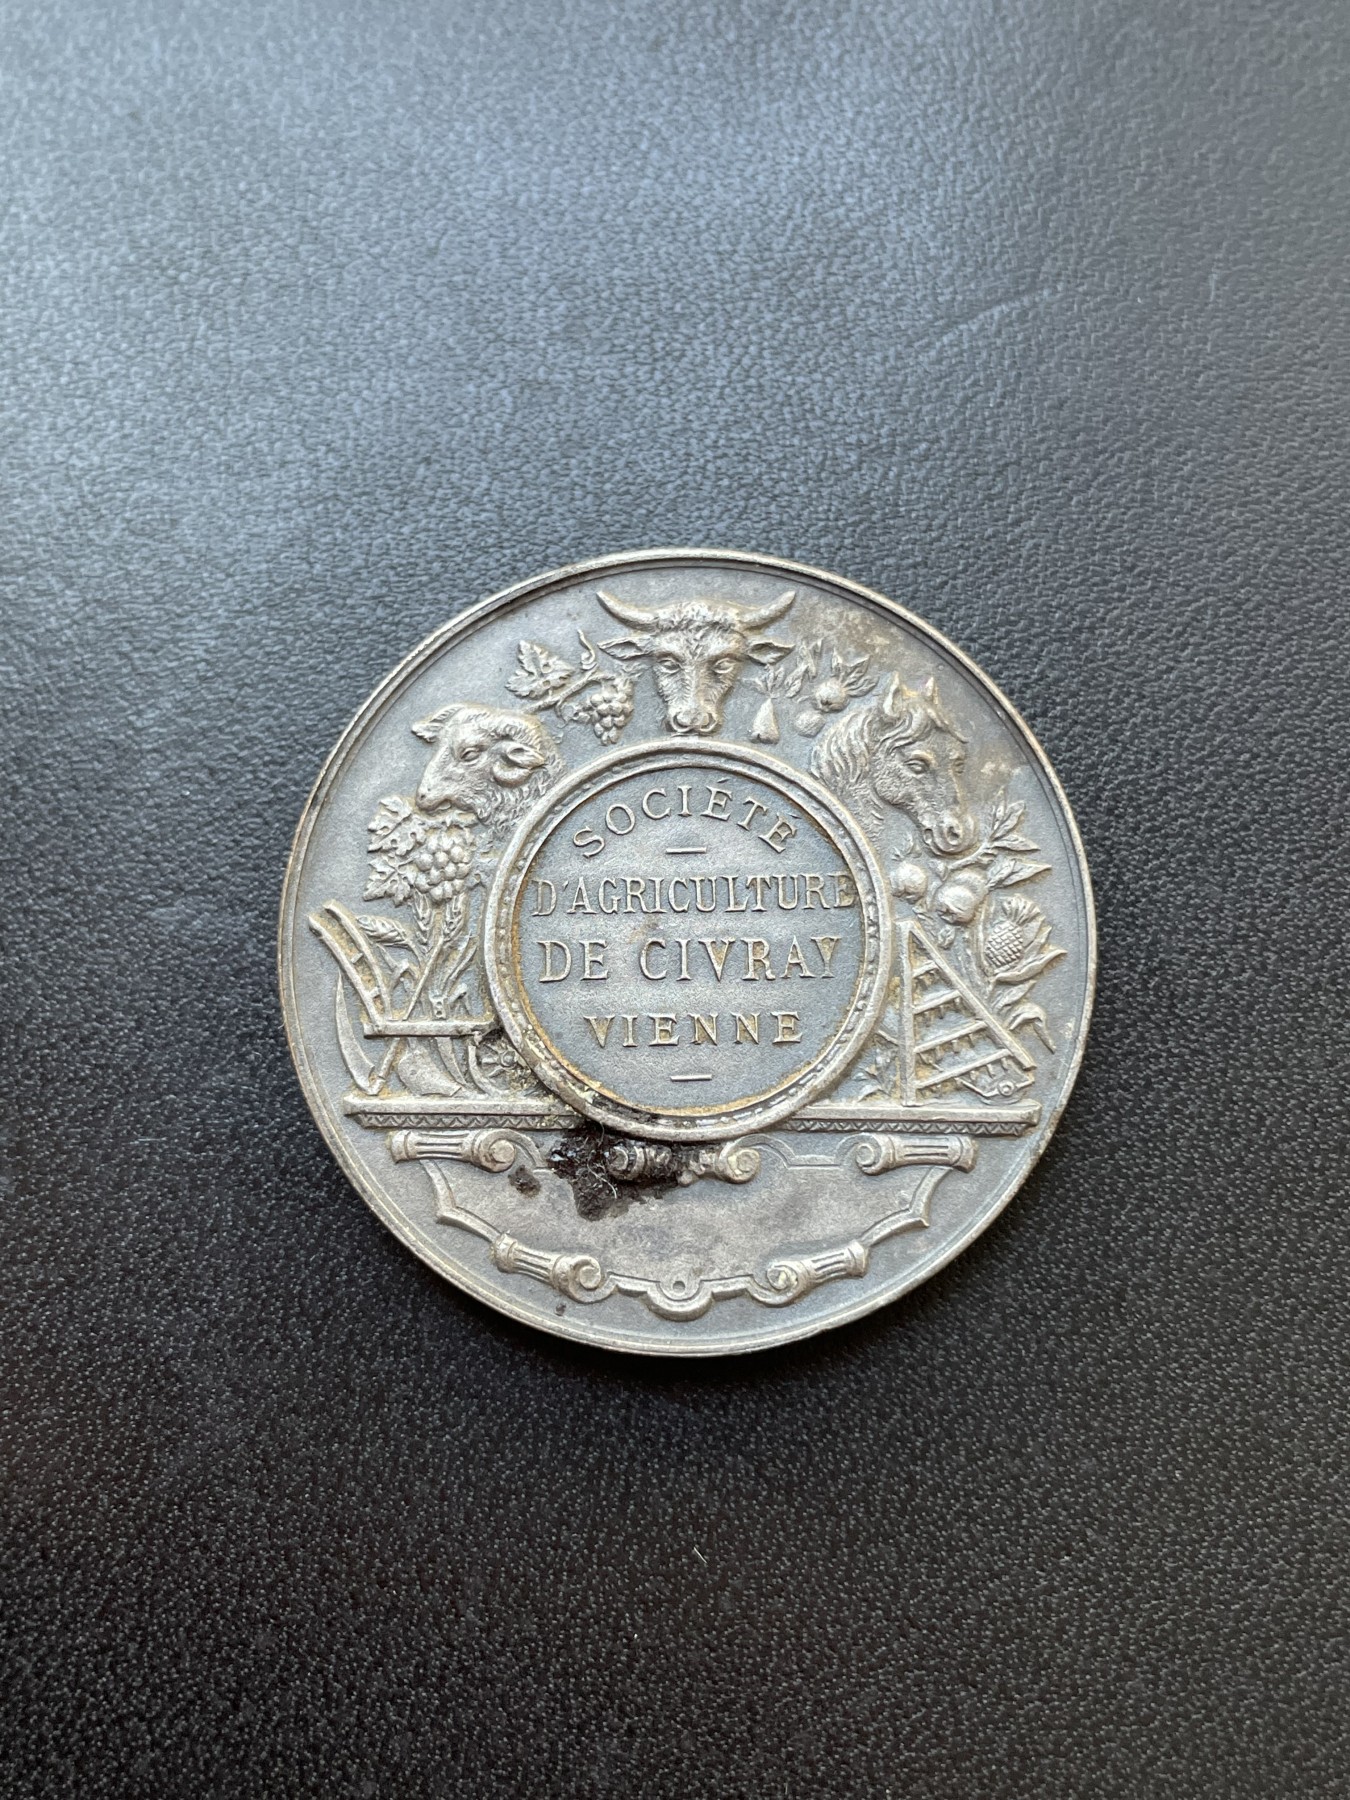 SOCIÉTÉ
D'AGRICULTURE
DE CIVRAY
VIENNE